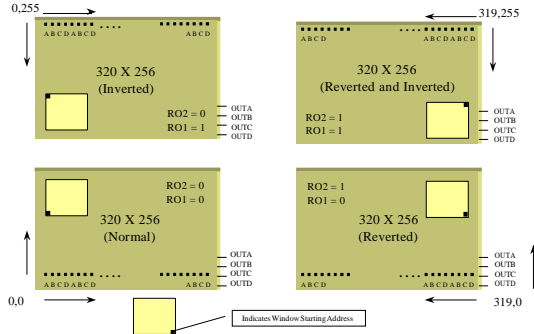 0,255
A B C D A B C D
A B C D
320 X 256
(Inverted)
RO2 = 0
RO1 = 1
OUTA
OUTB
OUTC
OUTD
319,255
A B C D
A B C D A B C D
320 X 256
(Reverted and Inverted)
RO2 = 1
RO1 = 1
OUTA
OUTB
OUTC
OUTD
RO2 = 0
RO1 = 0
320 X 256
(Normal)
OUTA
OUTB
OUTC
OUTD
A B C D A B C D
A B C D
0,0
RO2 = 1
RO1 = 0
320 X 256
(Reverted)
OUTA
OUTB
OUTC
OUTD
A B C D
A B C D A B C D
319,0
Indicates Window Starting Address